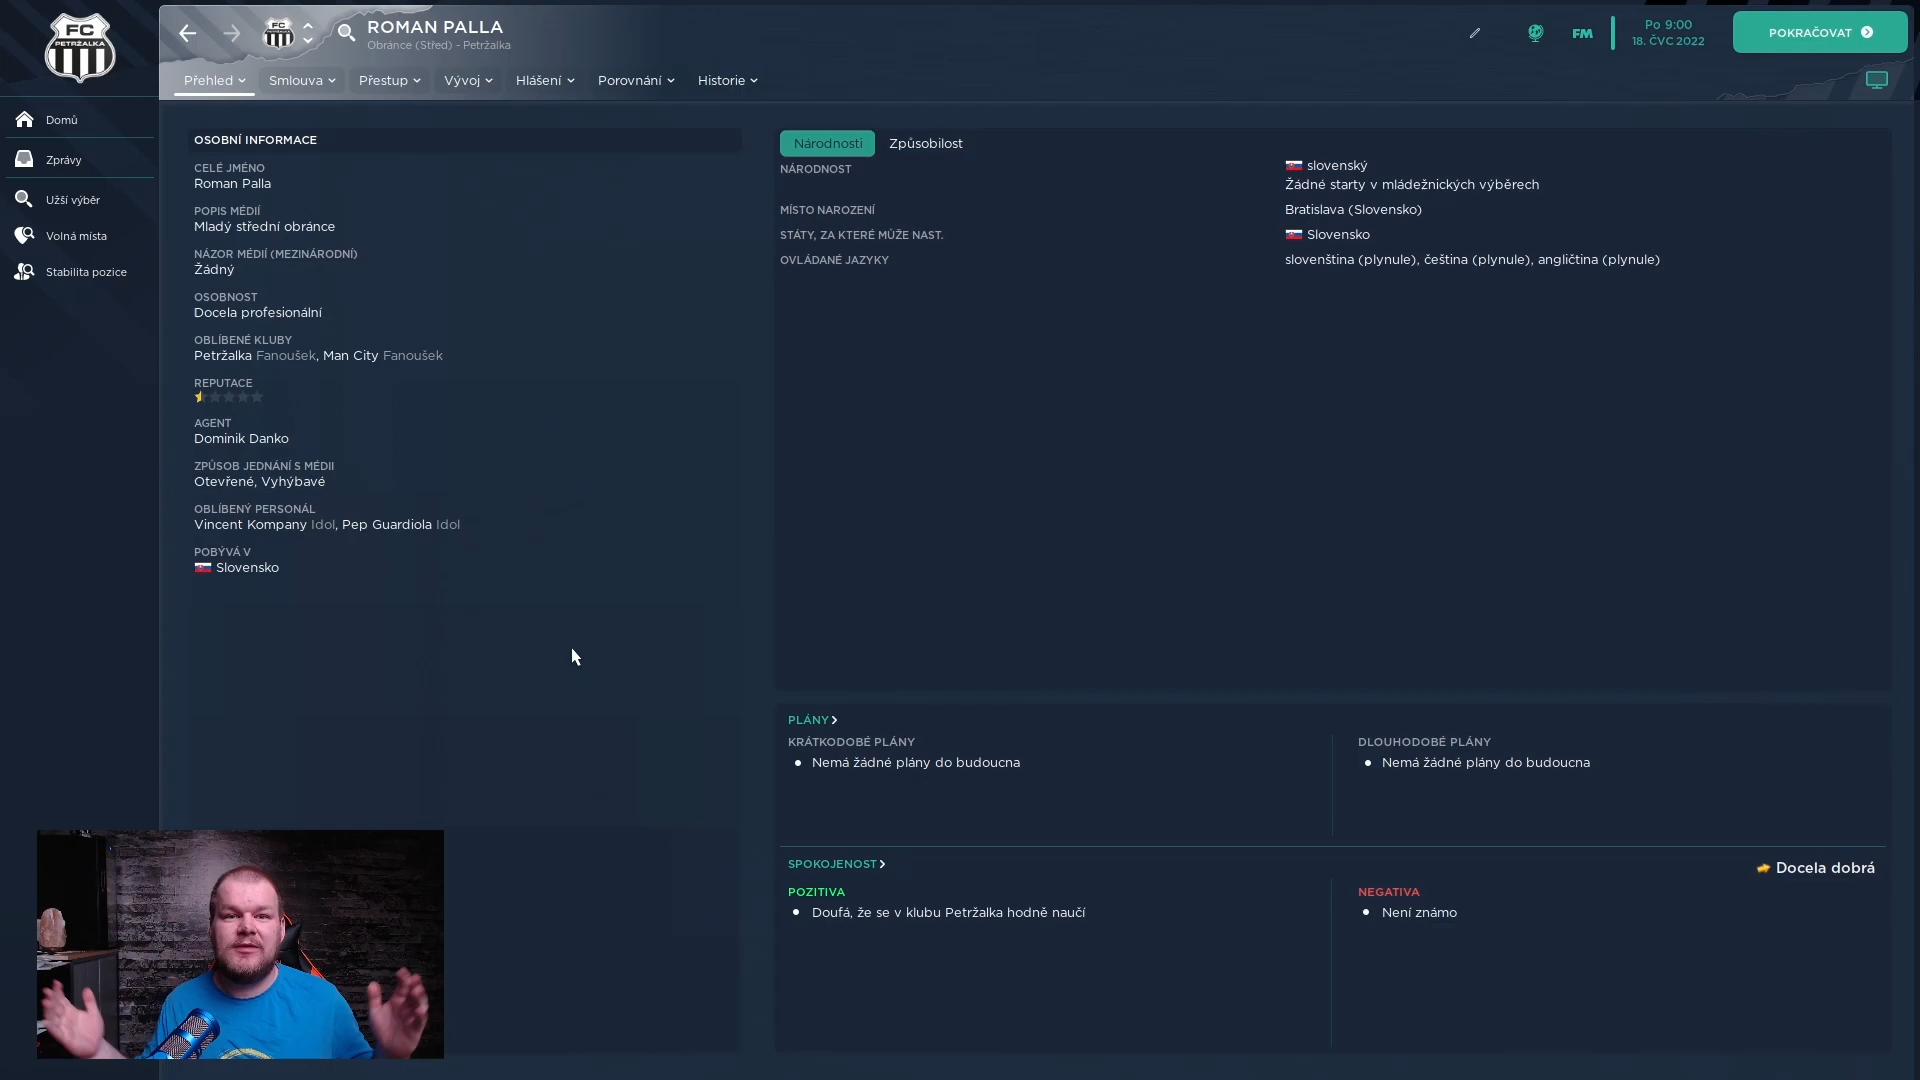 FC
PETRŽALKA
FC
ROMAN PALLA
Obránce (Střed) - Petržalka
FM
Po 9:00
18. ČVC 2022
POKRAČOVAT
Přehled
Smlouva
Přestup
Vývoj
Hlášení
Porovnání
Historie
Domů
Zprávy
Užší výběr
Volná místa
Stabilita pozice
OSOBNÍ INFORMACE
CELÉ JMÉNO
Roman Palla
POPIS MÉDIÍ
Mladý střední obránce
NÁZOR MÉDIÍ (MEZINÁRODNÍ)
Žádný
OSOBNOST
Docela profesionální
OBLÍBENÉ KLUBY
Petržalka Fanoušek, Man City Fanoušek
REPUTACE
AGENT
Dominik Danko
ZPŮSOB JEDNÁNÍ S MÉDII
Otevřené, Vyhýbavé
OBLÍBENÝ PERSONÁL
Vincent Kompany Idol, Pep Guardiola Idol
POBÝVÁ V
Slovensko
Národnosti
Způsobilost
NÁRODNOST
slovenský
Žádné starty v mládežnických výběrech
MÍSTO NAROZENÍ
Bratislava (Slovensko)
STÁTY, ZA KTERÉ MŮŽE NAST.
Slovensko
OVLÁDANÉ JAZYKY
slovenština (plynule), čeština (plynule), angličtina (plynule)
PLÁNY
KRÁTKODOBÉ PLÁNY
Nemá žádné plány do budoucna
DLOUHODOBÉ PLÁNY
Nemá žádné plány do budoucna
SPOKOJENOST
Docela dobrá
POZITIVA
Doufá, že se v klubu Petržalka hodně naučí
NEGATIVA
Není známo